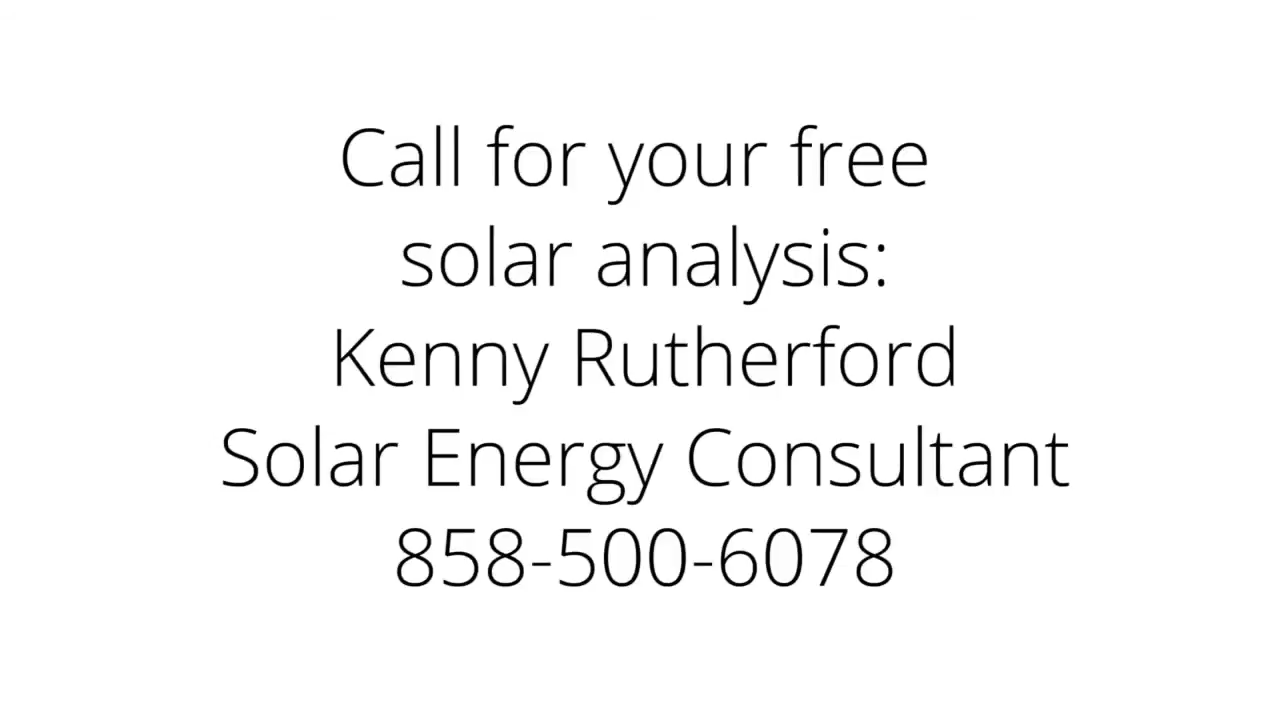 Call for your free
solar analysis:
Kenny Rutherford
Solar Energy Consultant
858-500-6078